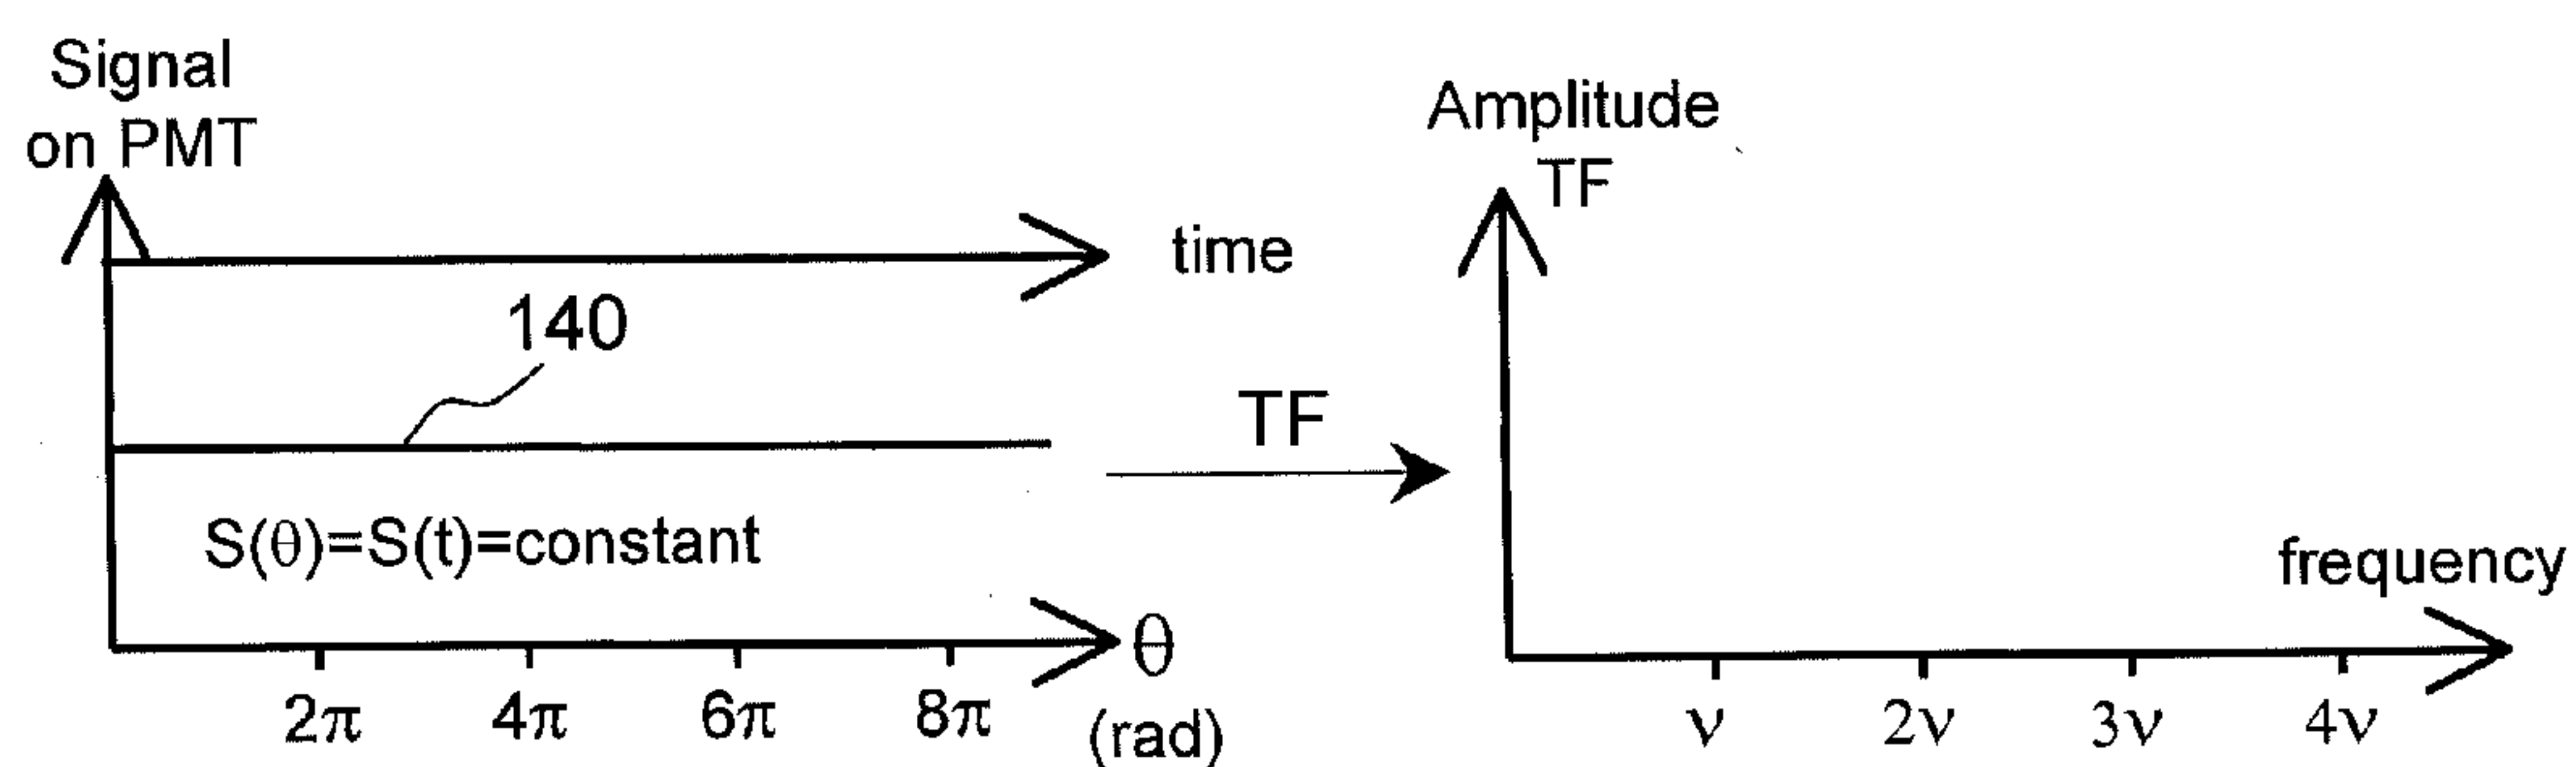 Signal
on PMT
time
140
S(θ)=S(t)=constant
θ
(rad)
2π 4π 6π 8π
TF
Amplitude
TF
frequency
ν 2ν 3ν 4ν